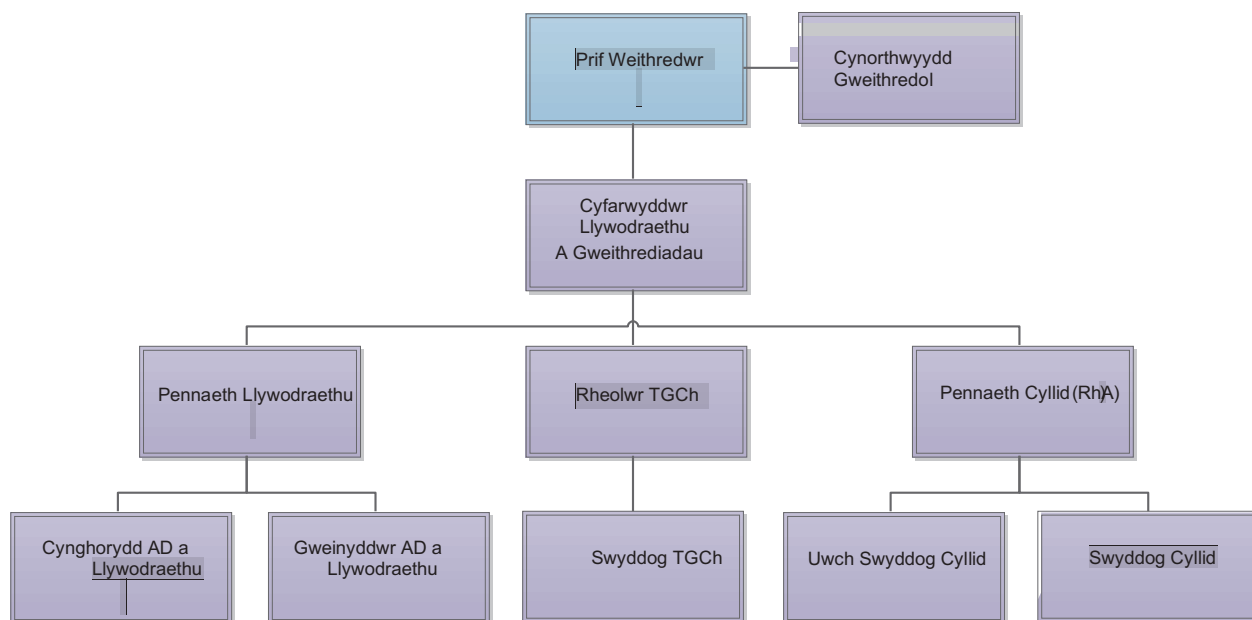 Prif Weithredwr
Cynorthwyydd
Gweithredol
Cyfarwyddwr
Llywodraethu
A Gweithrediadau
Pennaeth Llywodraethu
Rheolwr TGCh
Pennaeth Cyllid (RhA)
Cynghorydd AD a
Llywodraethu
Gweinyddwr AD a
Llywodraethu
Swyddog TGCh
Uwch Swyddog Cyllid
Swyddog Cyllid